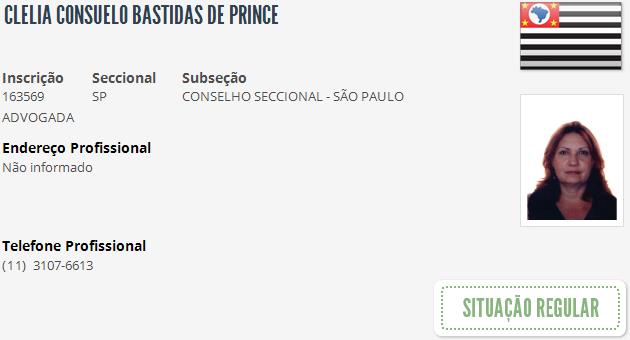 CLELIA CONSUELO BASTIDAS DE PRINCE
Inscrição Seccional Subseção
163569 SP CONSELHO SECCIONAL - SÃO PAULO
ADVOGADA
Endereço Profissional
Não informado
Telefone Profissional
(11) 3107-6613
SITUAÇÃO REGULAR